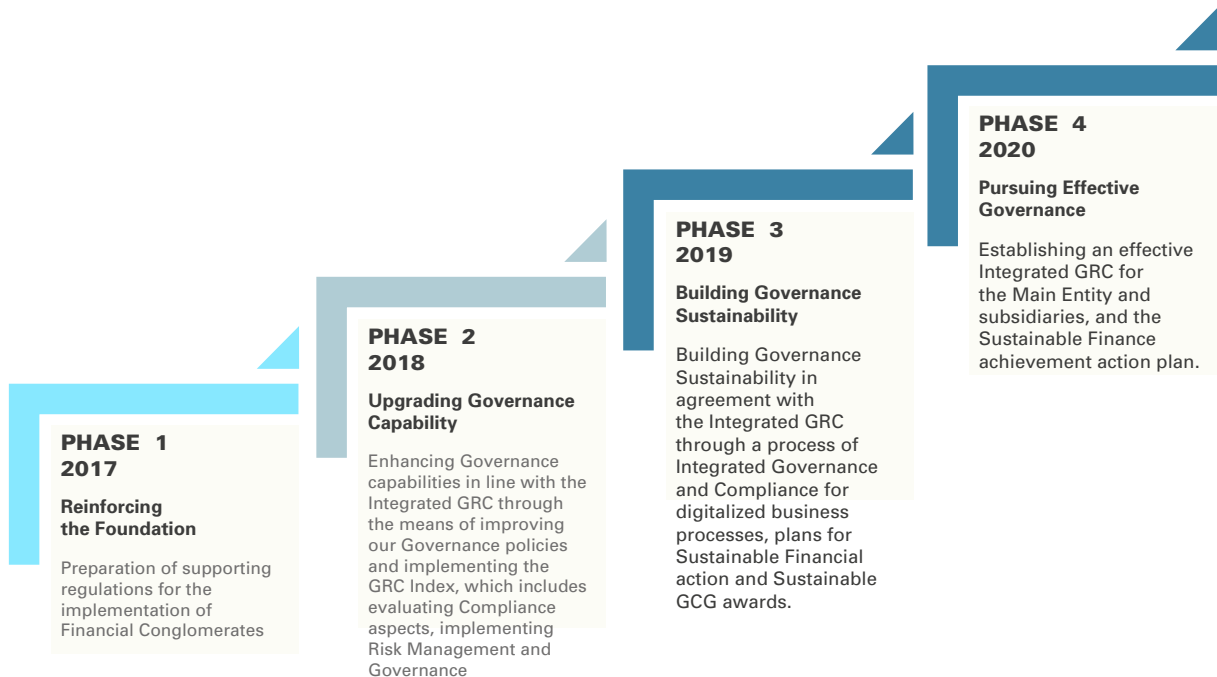 PHASE 1
2017
Reinforcing
the Foundation
Preparation of supporting
regulations for the
implementation of
Financial Conglomerates
PHASE 2
2018
Upgrading Governance
Capability
Enhancing Governance
capabilities in line with the
Integrated GRC through
the means of improving
our Governance policies
and implementing the
GRC Index, which includes
evaluating Compliance
aspects, implementing
Risk Management and
Governance
PHASE 3
2019
Building Governance
Sustainability
Building Governance
Sustainability in
agreement with
the Integrated GRC
through a process of
Integrated Governance
and Compliance for
digitalized business
processes, plans for
Sustainable Financial
action and Sustainable
GCG awards.
PHASE 4
2020
Pursuing Effective
Governance
Establishing an effective
Integrated GRC for
the Main Entity and
subsidiaries, and the
Sustainable Finance
achievement action plan.